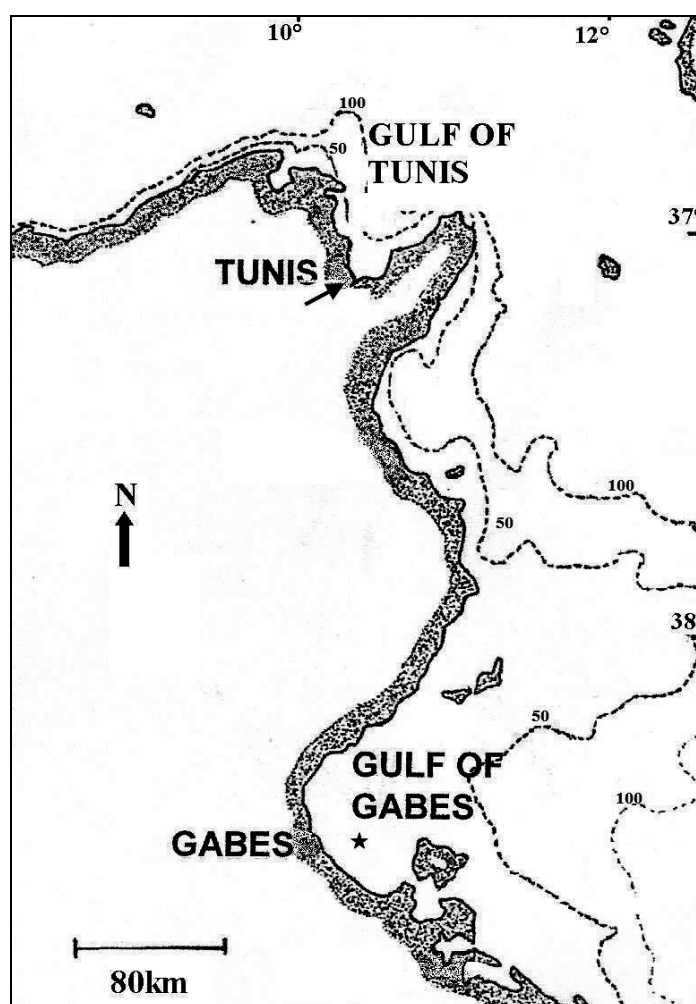 10°
12°
100
50
GULF OF
TUNIS
37°
TUNIS
N
100
50
38
50
GULF OF
GABES
100
GABES
80km